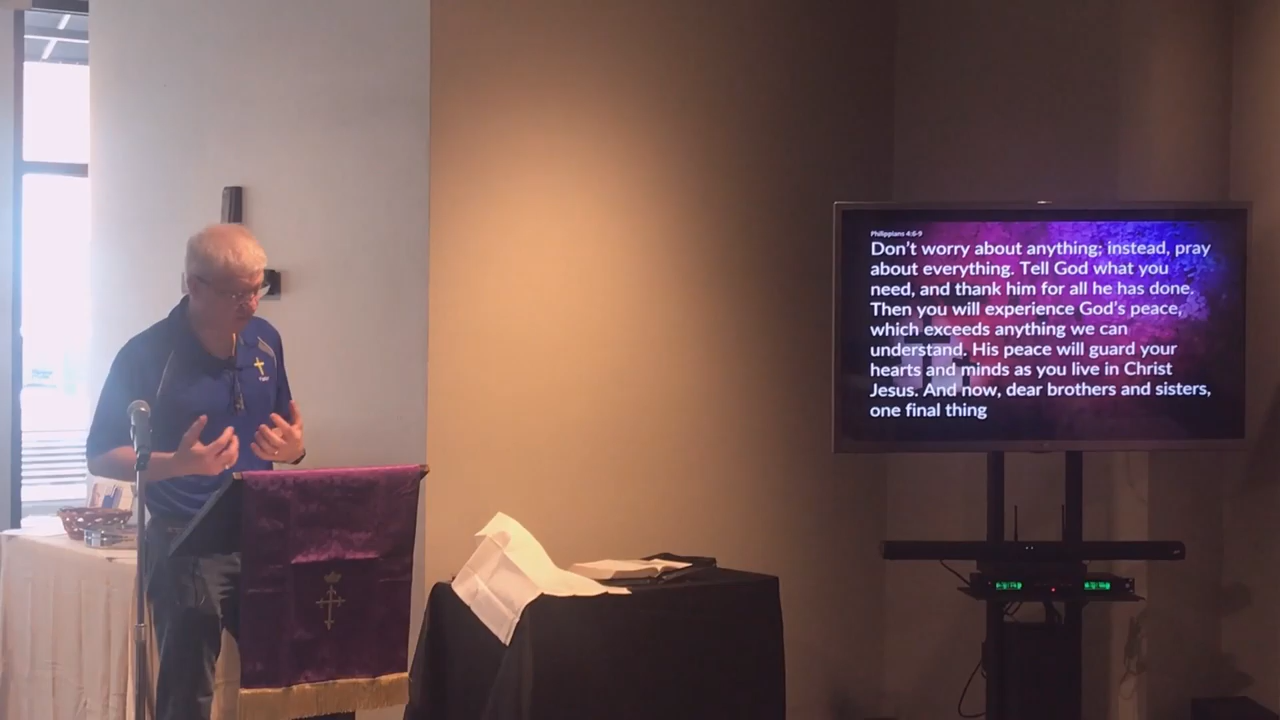 Philippians 4:6-9
Don't worry about anything; instead, pray
about everything. Tell God what you
need, and thank him for all he has done.
Then you will experience God's peace,
which exceeds anything we can
understand. His peace will guard your
hearts and minds as you live in Christ
Jesus. And now, dear brothers and sisters,
one final thing